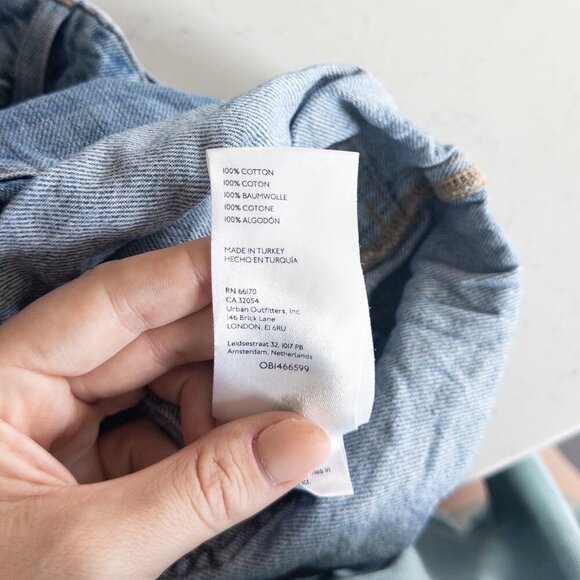 100% COTTON
100% COTON
100% BAUMWOLLE
100% COTONE
100% ALGODÓN
MADE IN TURKEY
HECHO EN TURQUÍA
RN 66170
CA 32054
Urban Outfitters, Inc.
146 Brick Lane
LONDON, E1 6RU
Leidsestraat 32, 1017 PB
Amsterdam, Netherlands
OB1466599